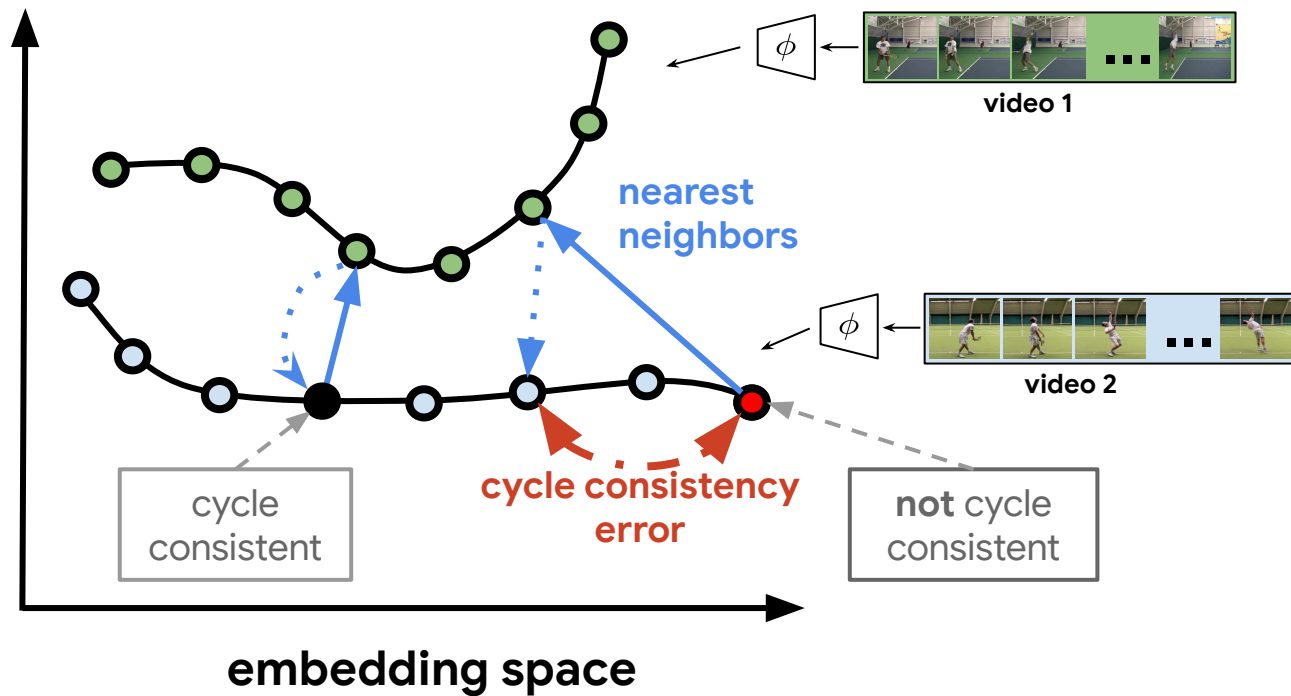 ϕ
video 1
nearest
neighbors
ϕ
video 2
cycle
consistent
cycle consistency
error
not cycle
consistent
embedding space